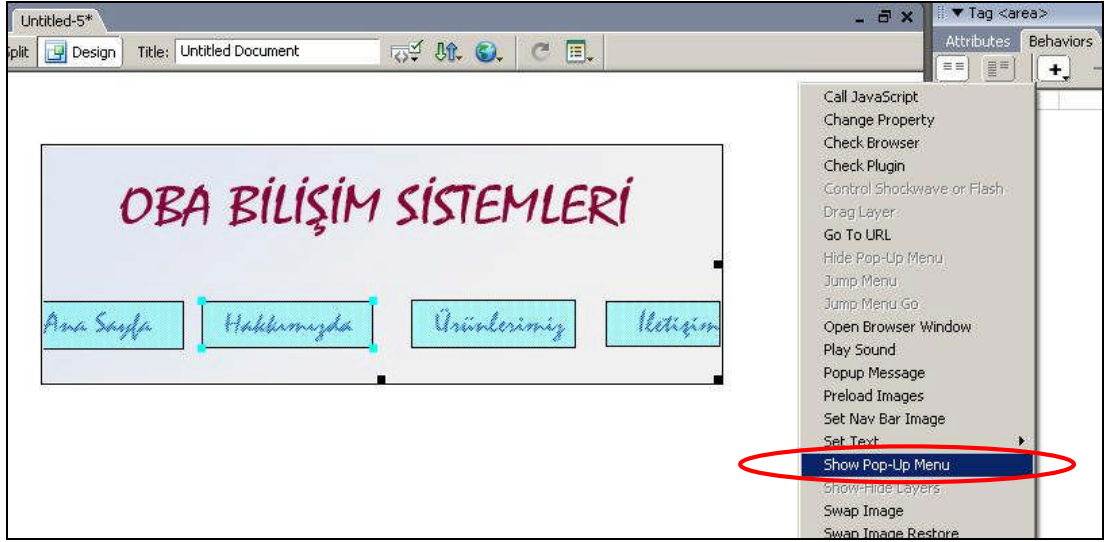 Untitled-5*
Tag <area>
Split Design Title: Untitled Document
Attributes Behaviors
OBA BİLİŞİM SİSTEMLERİ
Ana Sayfa Hakkımızda Ürünlerimiz İletişim
Call JavaScript
Change Property
Check Browser
Check Plugin
Control Shockwave or Flash
Drag Layer
Go To URL
Hide Pop-Up Menu
Jump Menu
Jump Menu Go
Open Browser Window
Play Sound
Popup Message
Preload Images
Set Nav Bar Image
Set Text
Show Pop-Up Menu
Show-Hide Layers
Swap Image
Swap Image Restore